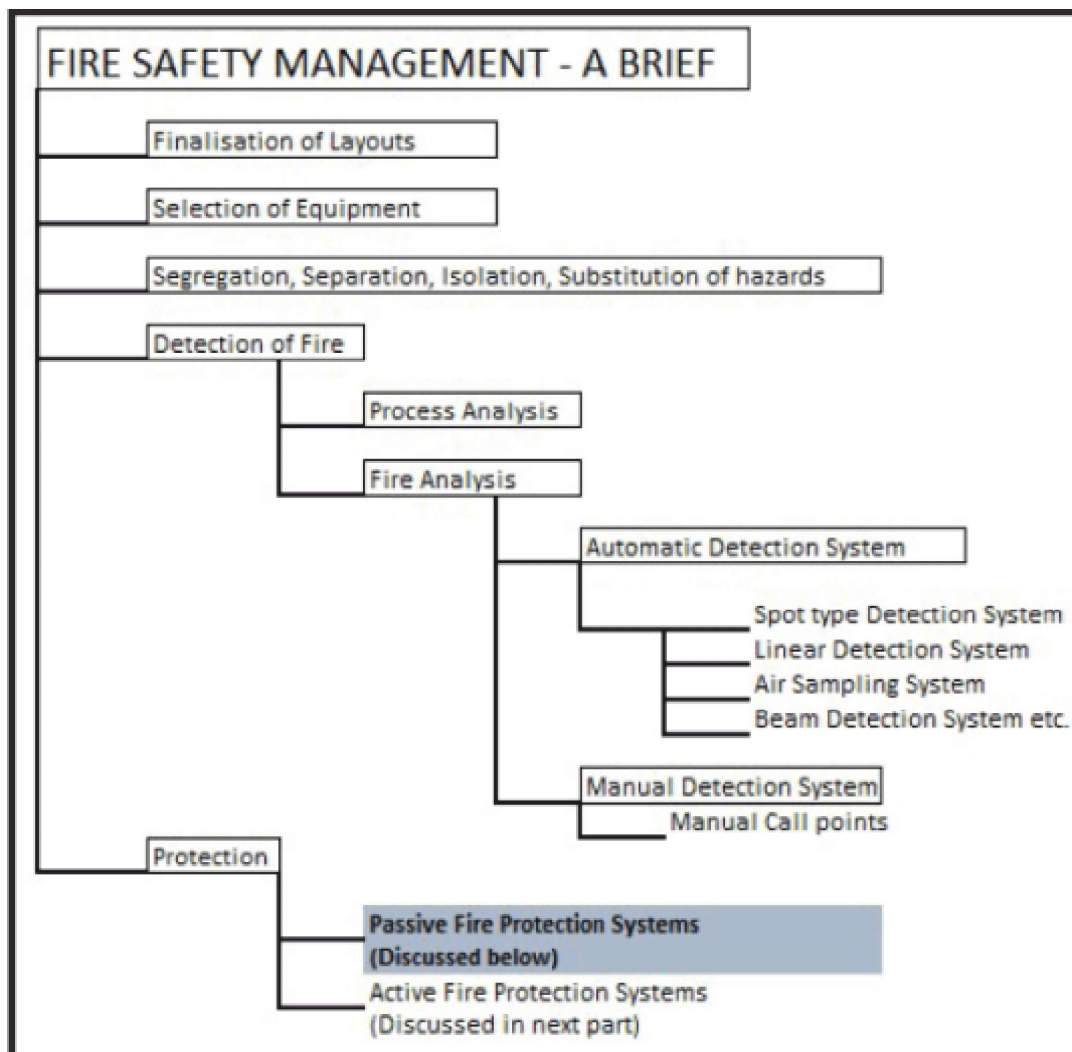 FIRE SAFETY MANAGEMENT - A BRIEF
Finalisation of Layouts
Selection of Equipment
Segregation, Separation, Isolation, Substitution of hazards
Detection of Fire
Process Analysis
Fire Analysis
Automatic Detection System
Spot type Detection System
Linear Detection System
Air Sampling System
Beam Detection System etc.
Manual Detection System
Manual Call points
Protection
Passive Fire Protection Systems
(Discussed below)
Active Fire Protection Systems
(Discussed in next part)